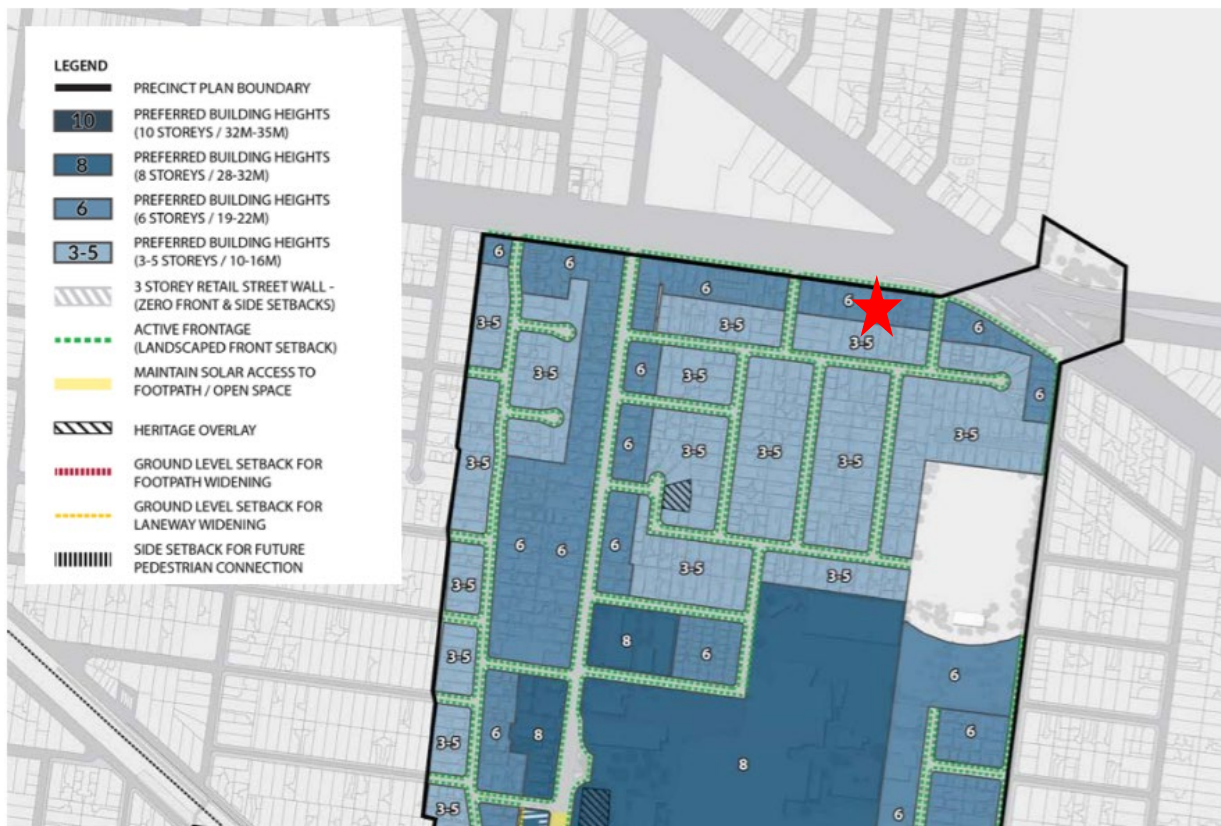 LEGEND
PRECINCT PLAN BOUNDARY
10 PREFERRED BUILDING HEIGHTS
(10 STOREYS / 32M-35M)
8 PREFERRED BUILDING HEIGHTS
(8 STOREYS / 28-32M)
6 PREFERRED BUILDING HEIGHTS
(6 STOREYS / 19-22M)
3-5 PREFERRED BUILDING HEIGHTS
(3-5 STOREYS / 10-16M)
3 STOREY RETAIL STREET WALL -
(ZERO FRONT & SIDE SETBACKS)
ACTIVE FRONTAGE
(LANDSCAPED FRONT SETBACK)
MAINTAIN SOLAR ACCESS TO
FOOTPATH / OPEN SPACE
HERITAGE OVERLAY
GROUND LEVEL SETBACK FOR
FOOTPATH WIDENING
GROUND LEVEL SETBACK FOR
LANEWAY WIDENING
SIDE SETBACK FOR FUTURE
PEDESTRIAN CONNECTION
6
6
6
6
3-5
3-5
6
3-5
3-5
6
3-5
6
6
3-5
3-5
3-5
3-5
3-5
6
6
6
3-5
3-5
3-5
8
6
3-5
6
6
8
6
3-5
8
3-5
6